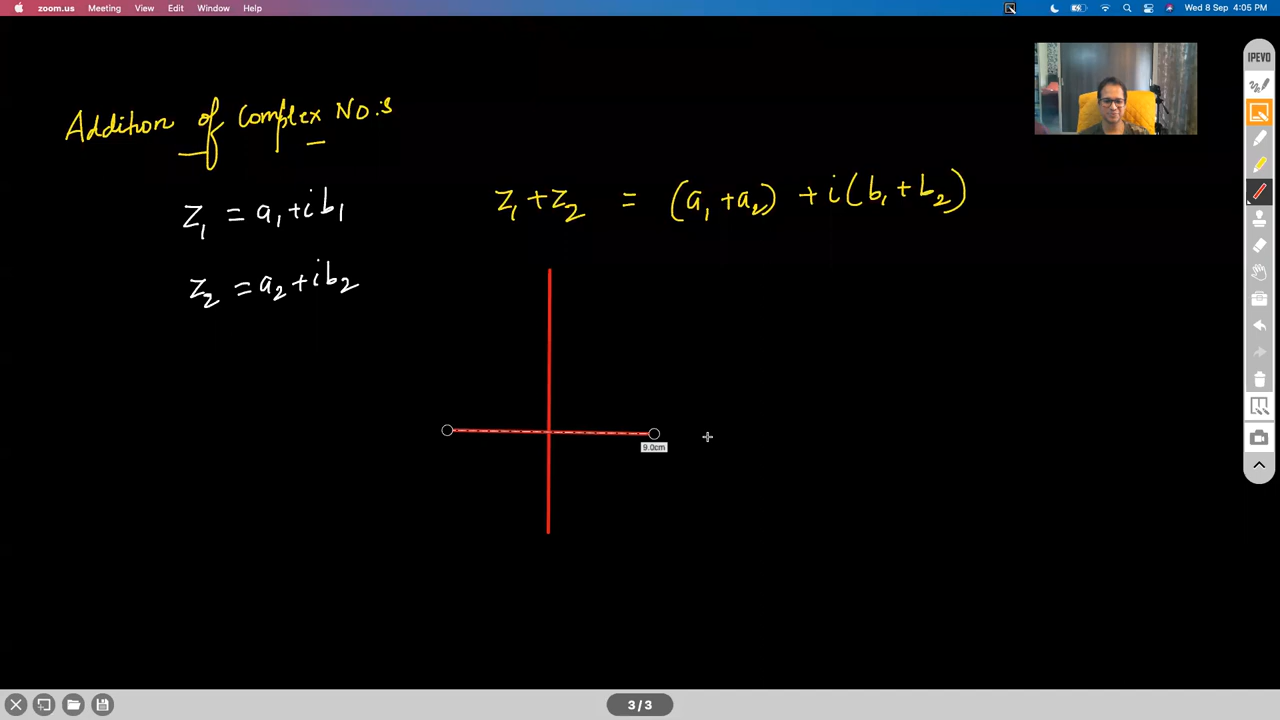 zoom.us Meeting View Edit Window Help Wed 8 Sep 4:05 PM
IPEVO
Addition of Complex No.s
z₁ = a₁+ib₁
z₁+z₂ = (a₁+a₂) +i(b₁+b₂)
z₂ = a₂+ib₂
9.0cm
3/3